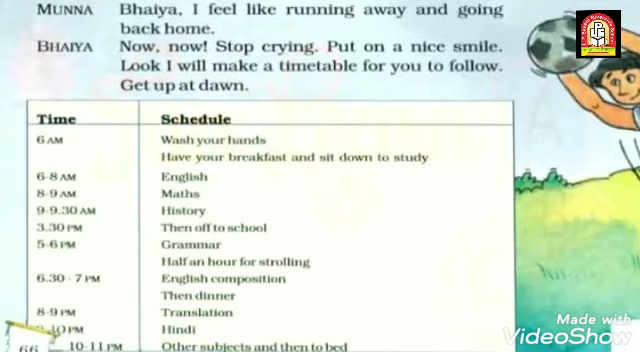 MUNNA Bhaiya, I feel like running away and going
back home.
BHAIYA Now, now! Stop crying. Put on a nice smile.
Look I will make a timetable for you to follow.
Get up at dawn.
Time Schedule
6 AM Wash your hands
Have your breakfast and sit down to study
6-8 AM English
8-9 AM Maths
9-9.30 AM History
3.30 PM Then off to school
5-6 PM Grammar
Half an hour for strolling
6.30 - 7 PM English composition
Then dinner
8-9 PM Translation
10 PM Hindi
10-11 PM Other subjects and then to bed
66
Made with
VideoShow